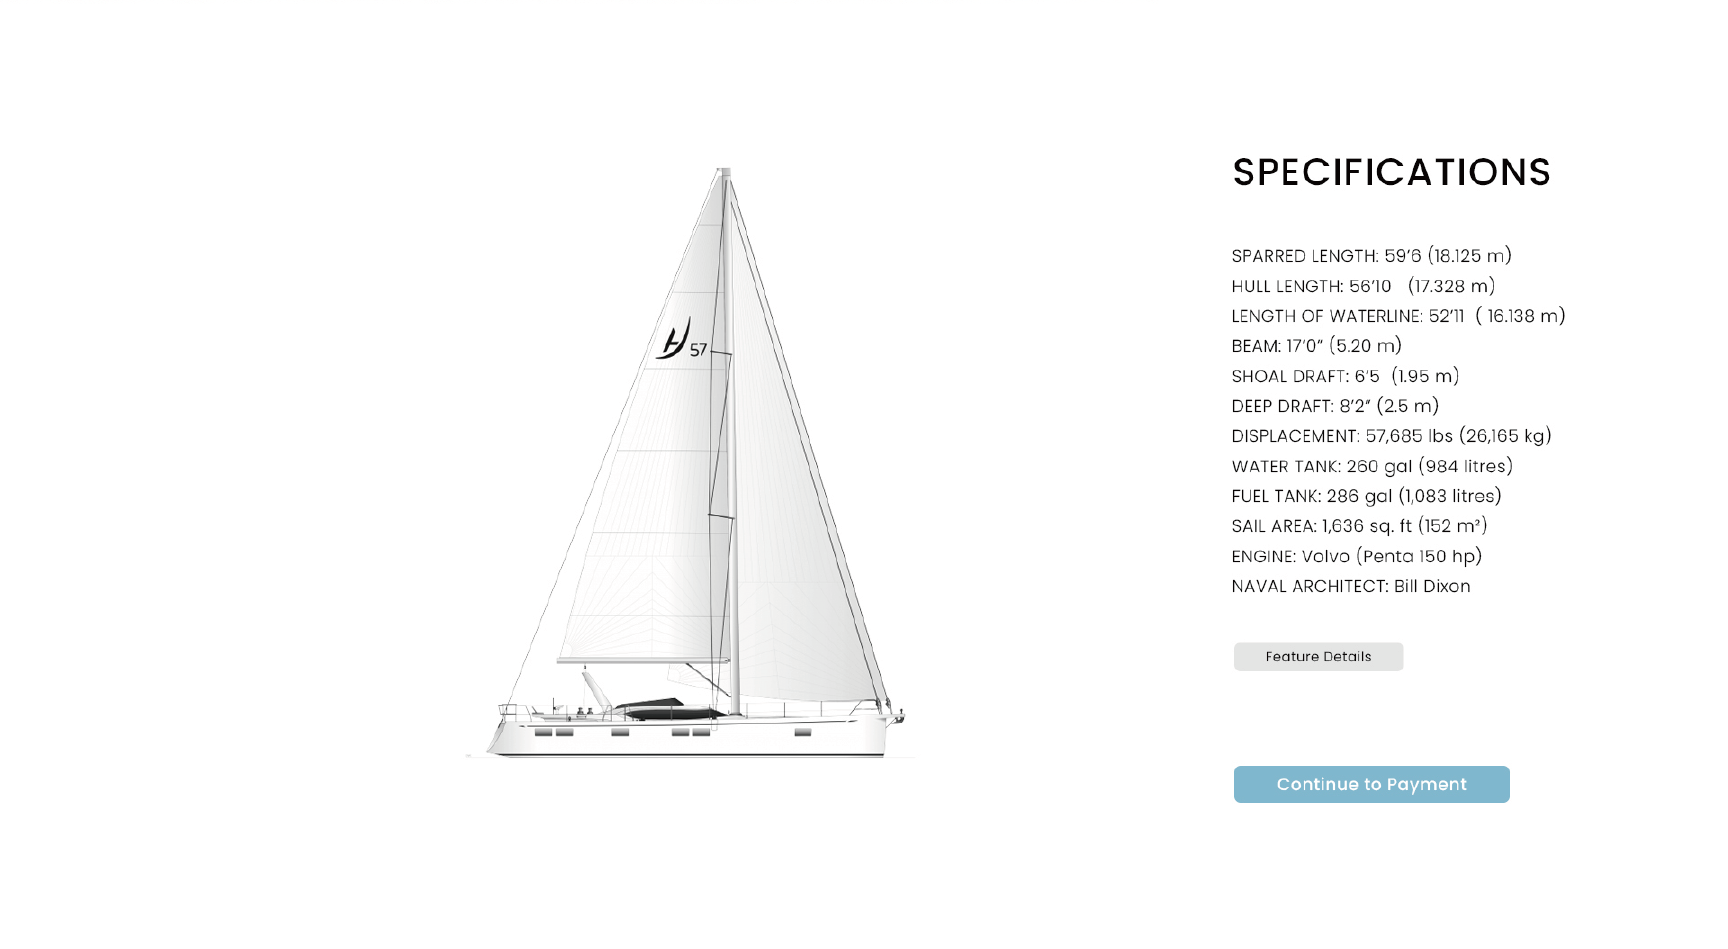 SPECIFICATIONS
SPARRED LENGTH: 59’6 (18.125 m)
HULL LENGTH: 56’10 (17.328 m)
LENGTH OF WATERLINE: 52’11 ( 16.138 m)
BEAM: 17’0” (5.20 m)
SHOAL DRAFT: 6’5 (1.95 m)
DEEP DRAFT: 8’2” (2.5 m)
DISPLACEMENT: 57,685 lbs (26,165 kg)
WATER TANK: 260 gal (984 litres)
FUEL TANK: 286 gal (1,083 litres)
SAIL AREA: 1,636 sq. ft (152 m²)
ENGINE: Volvo (Penta 150 hp)
NAVAL ARCHITECT: Bill Dixon
Feature Details
Continue to Payment
H 57